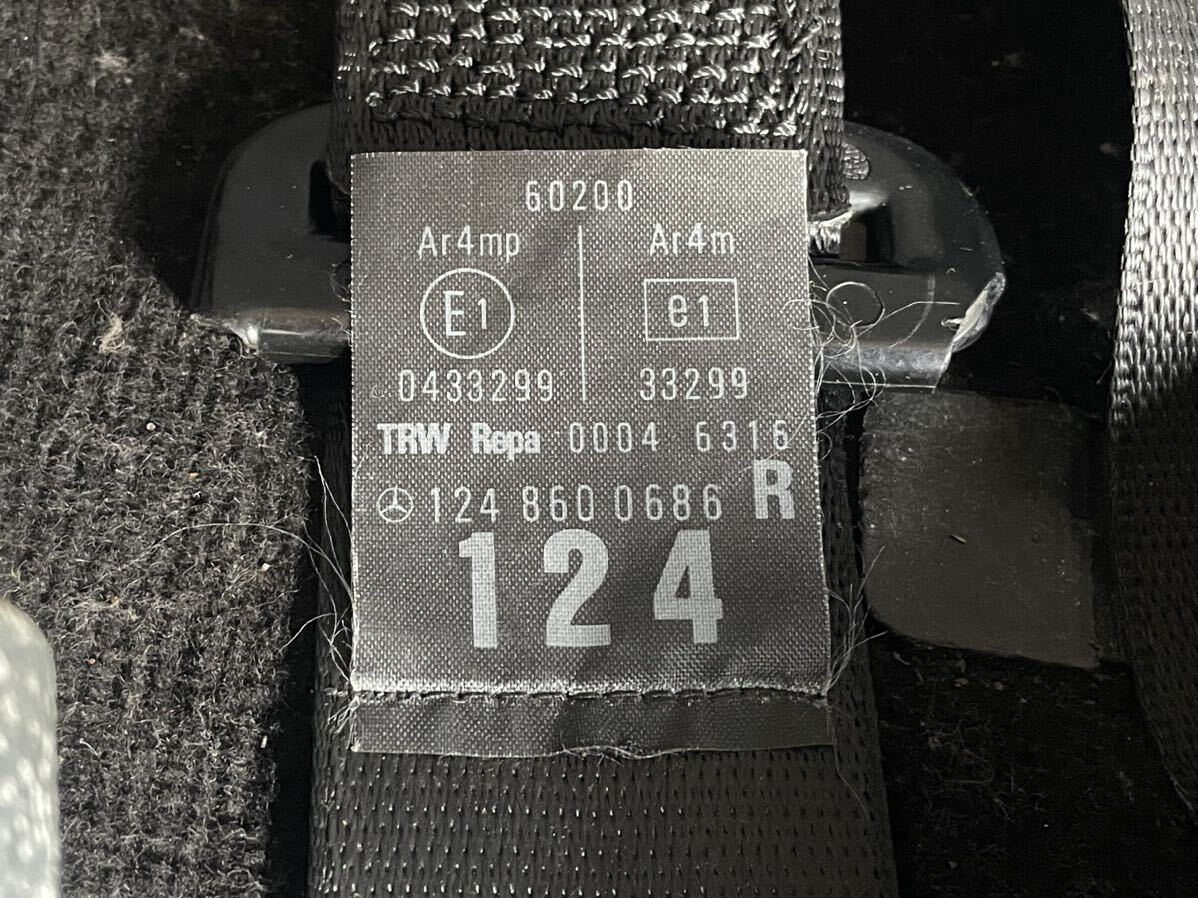 60200
Ar4mp Ar4m
E1 e1
0433299 33299
TRW Repa 0004 6316
124 860 0686 R
124